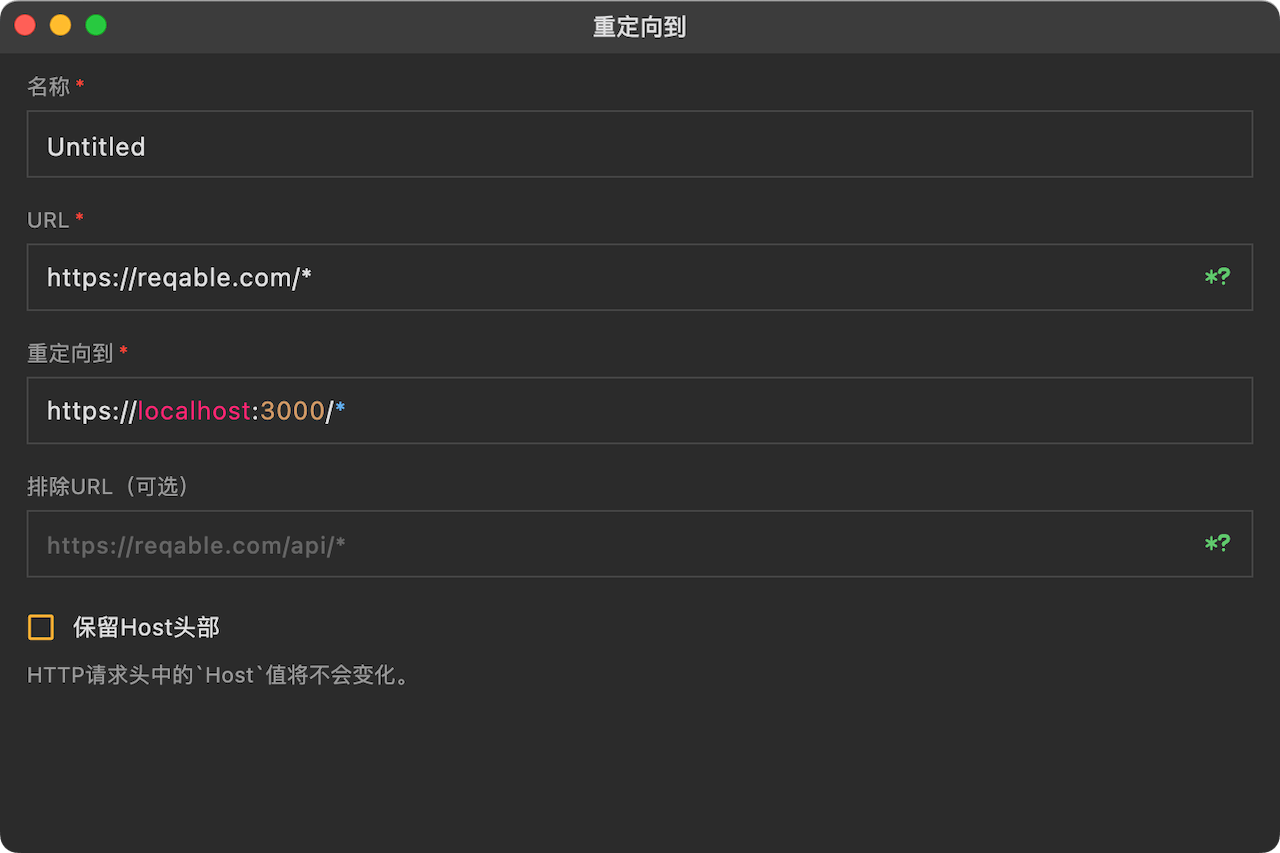 重定向到
名称 *
Untitled
URL *
https://reqable.com/*
*?
重定向到 *
https://localhost:3000/*
排除URL（可选）
https://reqable.com/api/*
*?
保留Host头部
HTTP请求头中的`Host`值将不会变化。